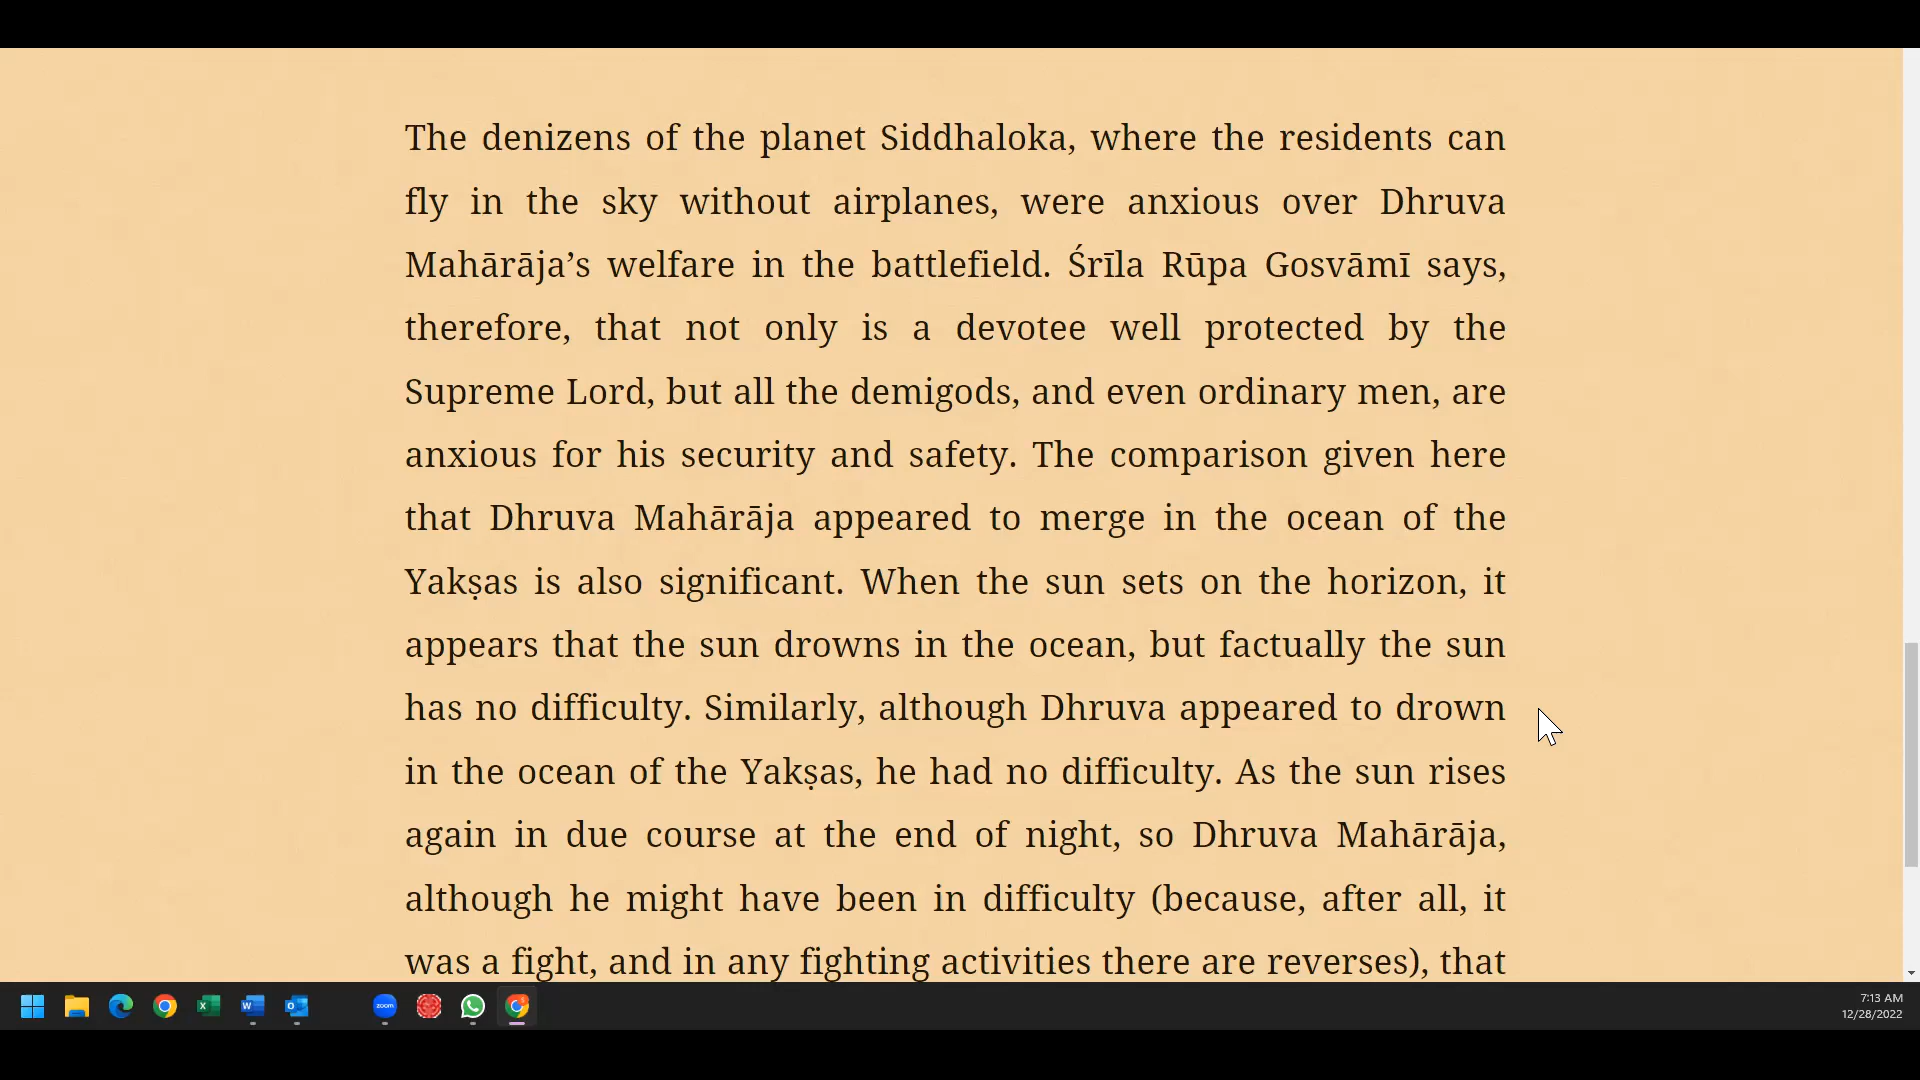 The denizens of the planet Siddhaloka, where the residents can
fly in the sky without airplanes, were anxious over Dhruva
Mahārāja’s welfare in the battlefield. Śrīla Rūpa Gosvāmī says,
therefore, that not only is a devotee well protected by the
Supreme Lord, but all the demigods, and even ordinary men, are
anxious for his security and safety. The comparison given here
that Dhruva Mahārāja appeared to merge in the ocean of the
Yakṣas is also significant. When the sun sets on the horizon, it
appears that the sun drowns in the ocean, but factually the sun
has no difficulty. Similarly, although Dhruva appeared to drown
in the ocean of the Yakṣas, he had no difficulty. As the sun rises
again in due course at the end of night, so Dhruva Mahārāja,
although he might have been in difficulty (because, after all, it
was a fight, and in any fighting activities there are reverses), that
zoom
7:13 AM
12/28/2022